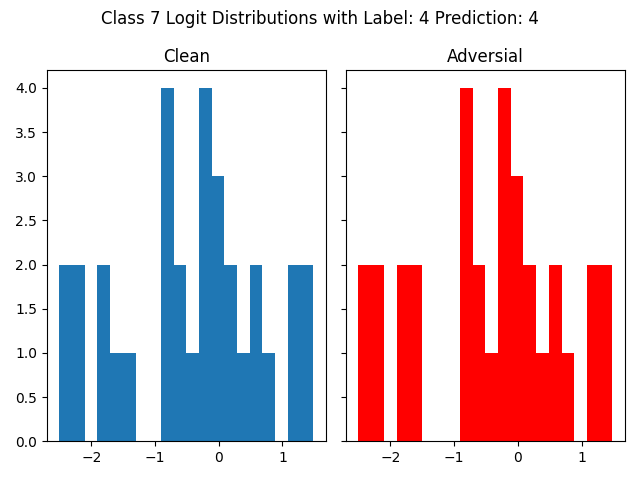 Class 7 Logit Distributions with Label: 4 Prediction: 4
Clean
Adversial
4.0
3.5
3.0
2.5
2.0
1.5
1.0
0.5
0.0
−2 −1 0 1
−2 −1 0 1